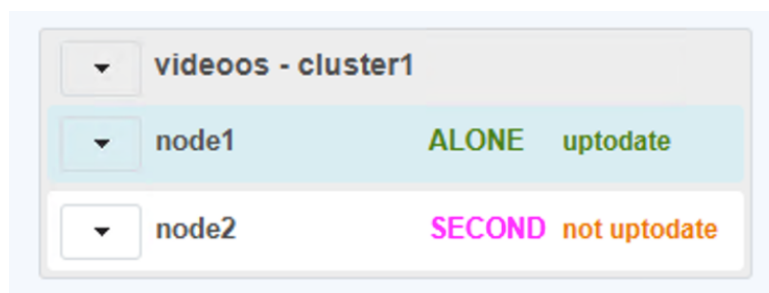 videoos - cluster1
node1 ALONE uptodate
node2 SECOND not uptodate